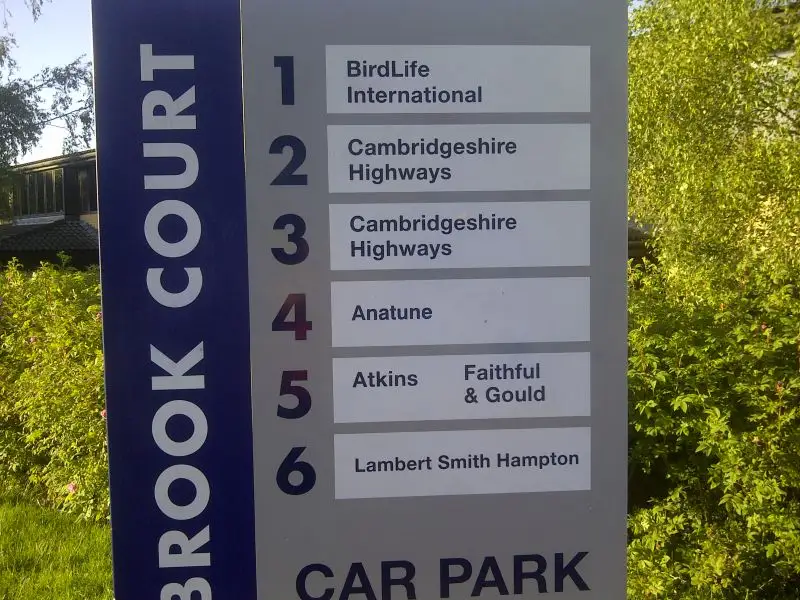 BROOK COURT
1 BirdLife
International
2 Cambridgeshire
Highways
3 Cambridgeshire
Highways
4 Anatune
5 Atkins Faithful
& Gould
6 Lambert Smith Hampton
CAR PARK